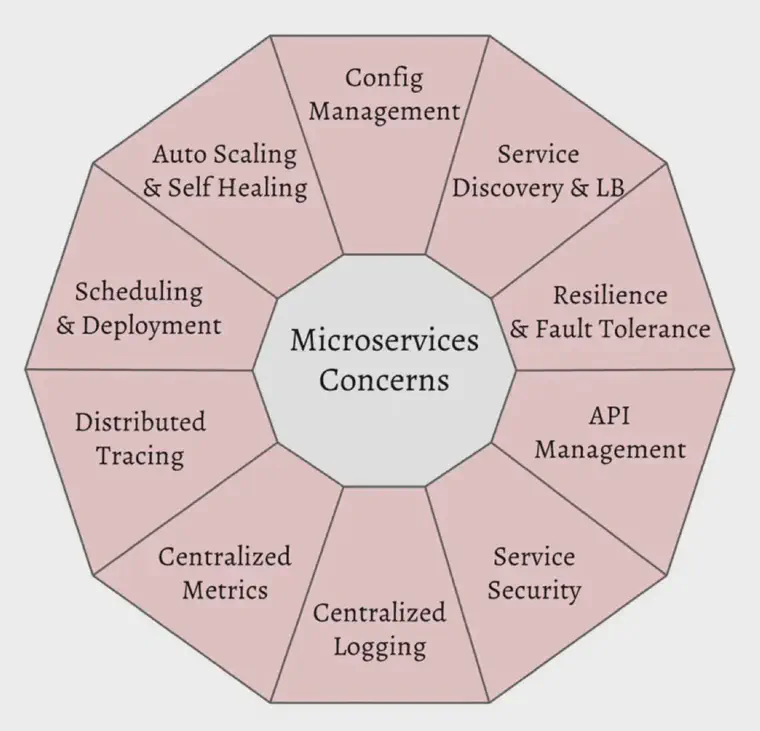 Config
Management
Service
Discovery & LB
Resilience
& Fault Tolerance
API
Management
Service
Security
Centralized
Logging
Centralized
Metrics
Distributed
Tracing
Scheduling
& Deployment
Auto Scaling
& Self Healing
Microservices
Concerns